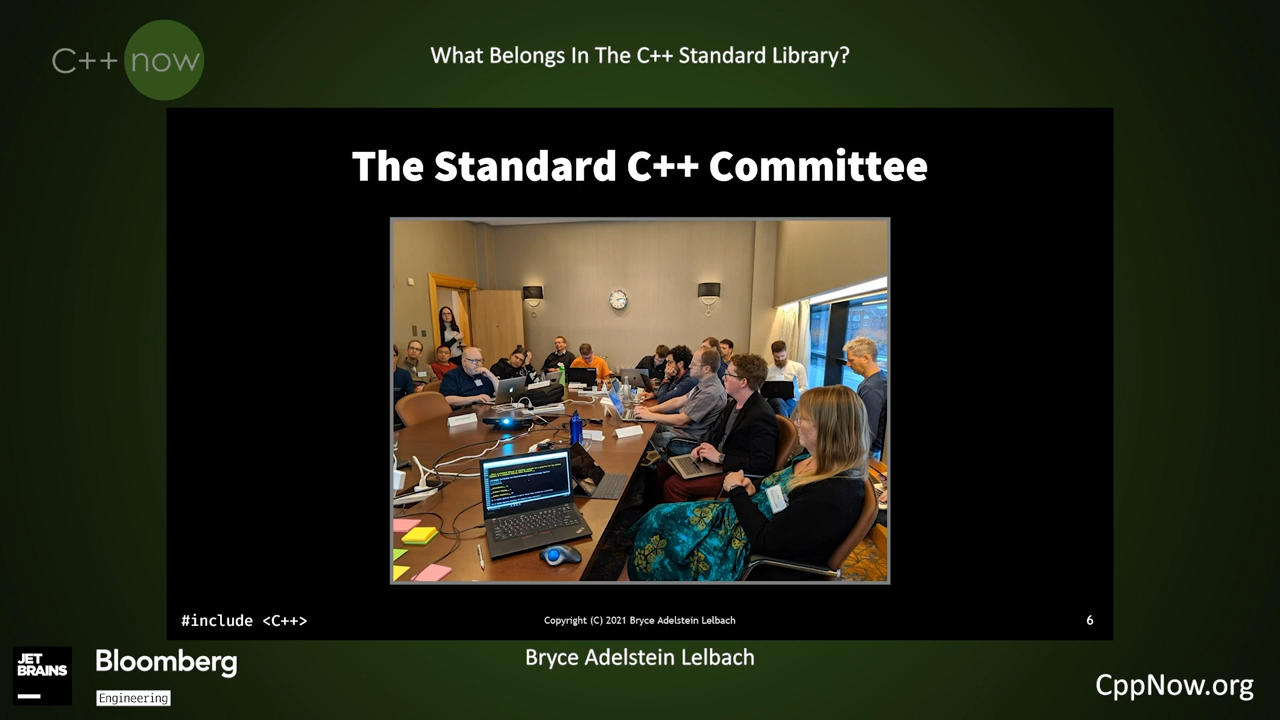 C++ now
What Belongs In The C++ Standard Library?
The Standard C++ Committee
#include <C++>
Copyright (C) 2021 Bryce Adelstein Lelbach
6
JET
BRAINS
Bloomberg
Engineering
Bryce Adelstein Lelbach
CppNow.org